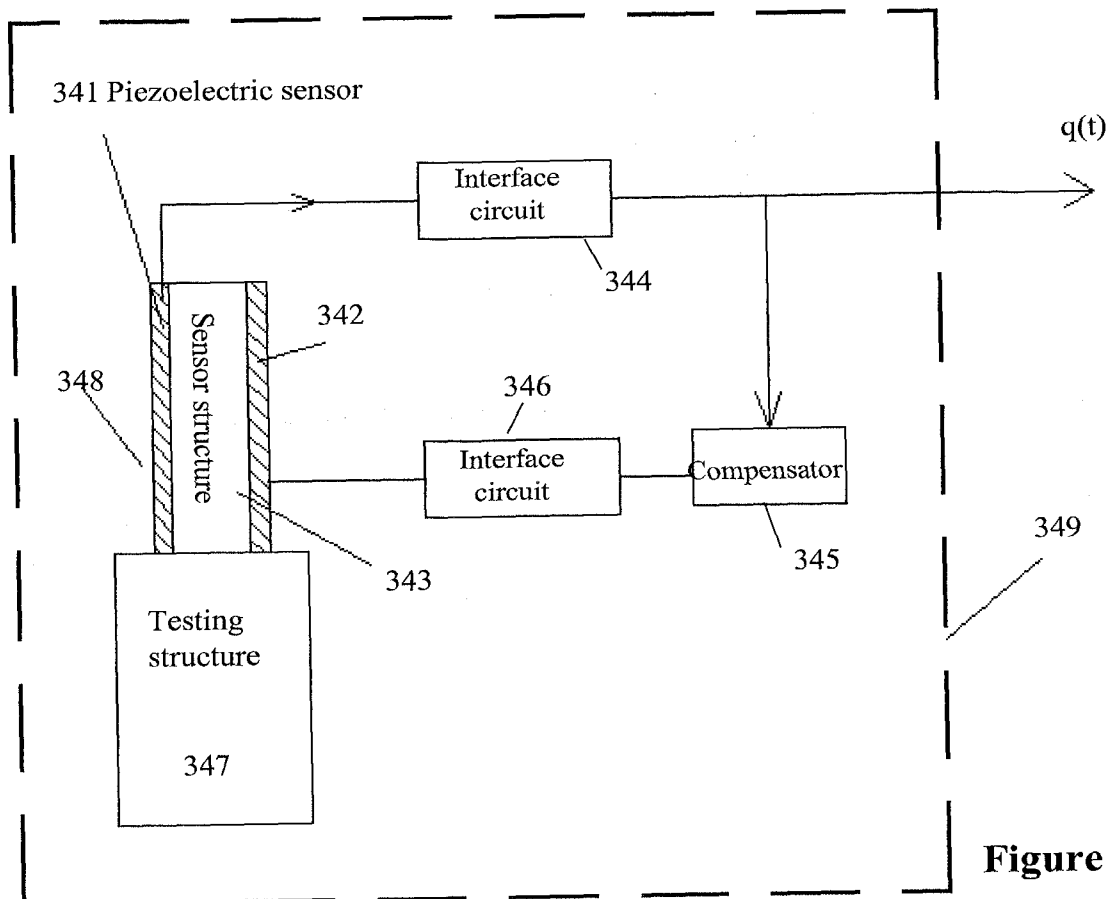 341 Piezoelectric sensor
q(t)
Interface
circuit
344
342
Sensor structure
348
346
Interface
circuit
Compensator
345
349
343
Testing
structure
347
Figure